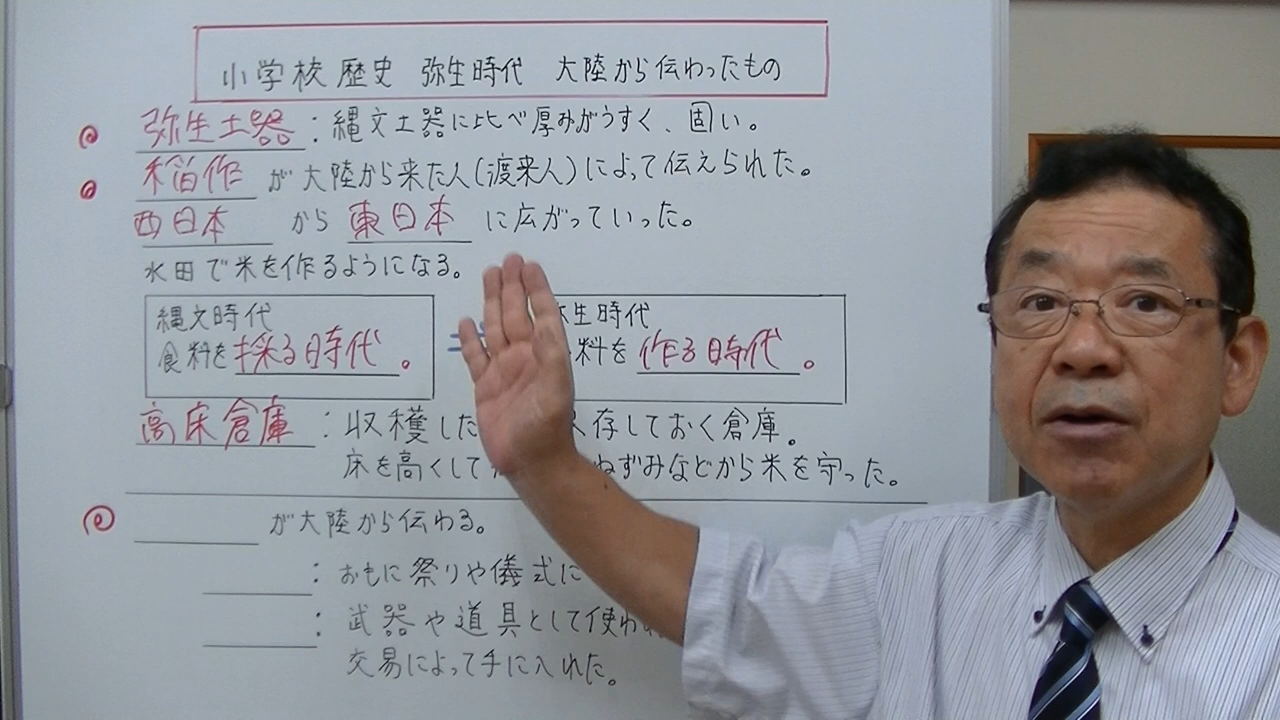 小学校 歴史 弥生時代 大陸から伝わったもの
弥生土器：縄文土器に比べ厚みがうすく、固い。
稲作 が大陸から来た人(渡来人)によって伝えられた。
西日本 から 東日本 に広がっていった。
水田で米を作るようになる。
縄文時代
食料を採る時代。
生時代
料を 作る時代。
高床倉庫：収穫した 存しておく倉庫。
床を高くして ねずみなどから米を守った。
が大陸から伝わる。
：おもに祭りや儀式に
：武器や道具として使われ
交易によって手に入れた。